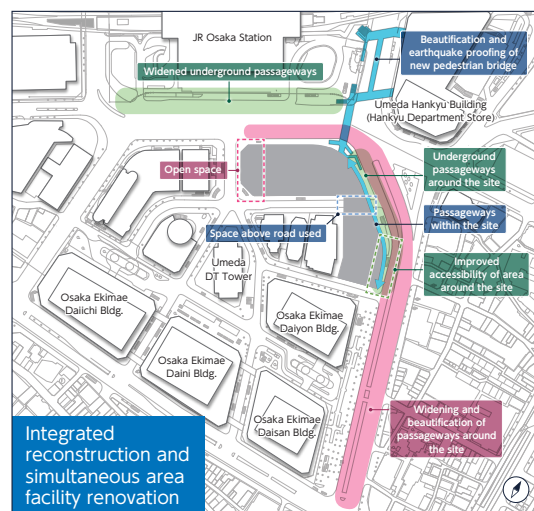 JR Osaka Station
Beautification and
earthquake proofing of
new pedestrian bridge
Widened underground passageways
Umeda Hankyu Building
(Hankyu Department Store)
Open space
Underground
passageways
around the site
Space above road used
Passageways
within the site
Umeda
DT Tower
Improved
accessibility of area
around the site
Osaka Ekimae
Daiichi Bldg.
Osaka Ekimae
Daiyon Bldg.
Osaka Ekimae
Daini Bldg.
Osaka Ekimae
Daisan Bldg.
Widening and
beautification of
passageways around
the site
Integrated
reconstruction and
simultaneous area
facility renovation